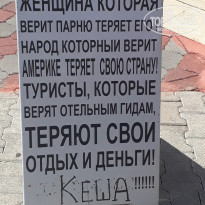 ЖЕНЩИНА КОТОРАЯ
ВЕРИТ ПАРНЮ ТЕРЯЕТ ЕГО!
НАРОД КОТОРНЫЙ ВЕРИТ
АМЕРИКЕ ТЕРЯЕТ СВОЮ СТРАНУ!
ТУРИСТЫ, КОТОРЫЕ
ВЕРЯТ ОТЕЛЬНЫМ ГИДАМ,
ТЕРЯЮТ СВОЙ
ОТДЫХ И ДЕНЬГИ!
КЕША!!!!!!